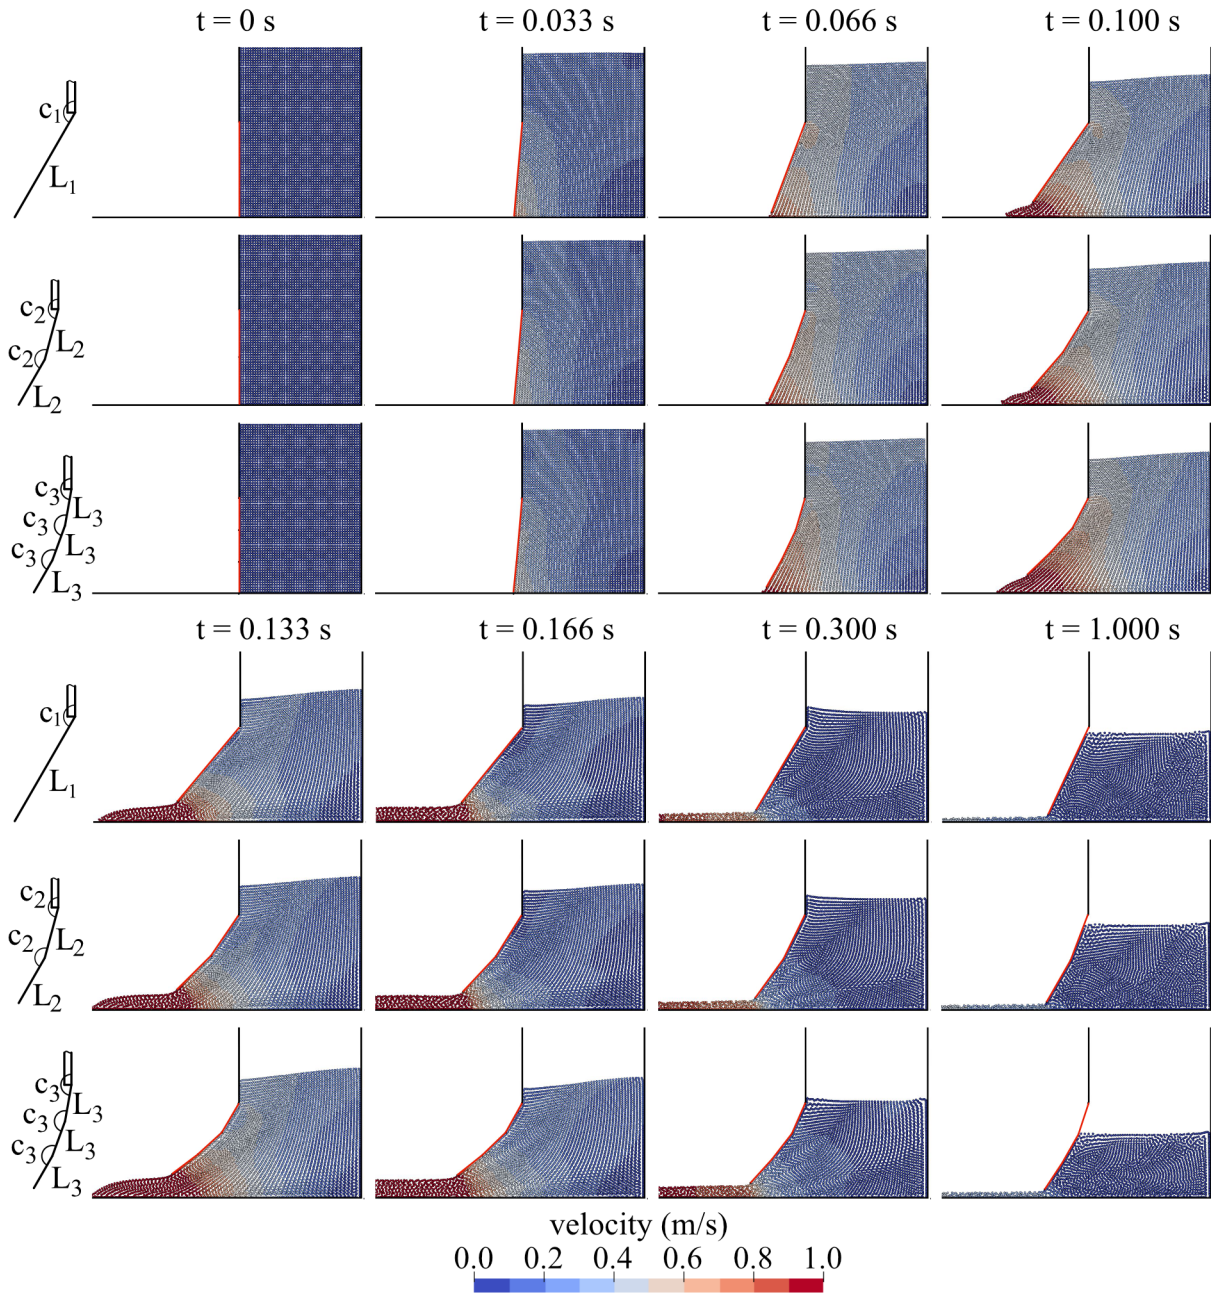 t = 0 s t = 0.033 s t = 0.066 s t = 0.100 s
c1
L1
c2
L2
c2
L2
c3
L3
c3
L3
c3
L3
t = 0.133 s t = 0.166 s t = 0.300 s t = 1.000 s
c1
L1
c2
L2
c2
L2
c3
L3
c3
L3
c3
L3
velocity (m/s)
0.0 0.2 0.4 0.6 0.8 1.0